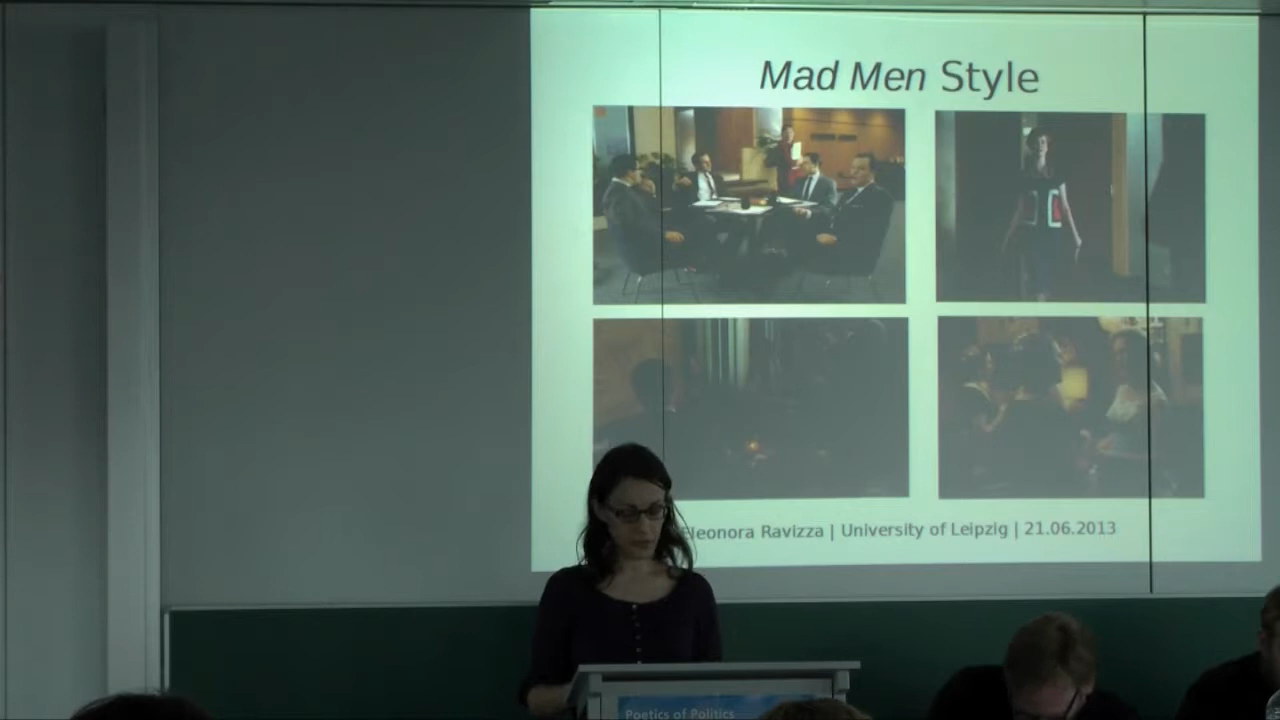 Mad Men Style
Eleonora Ravizza | University of Leipzig | 21.06.2013
Poetics of Politics